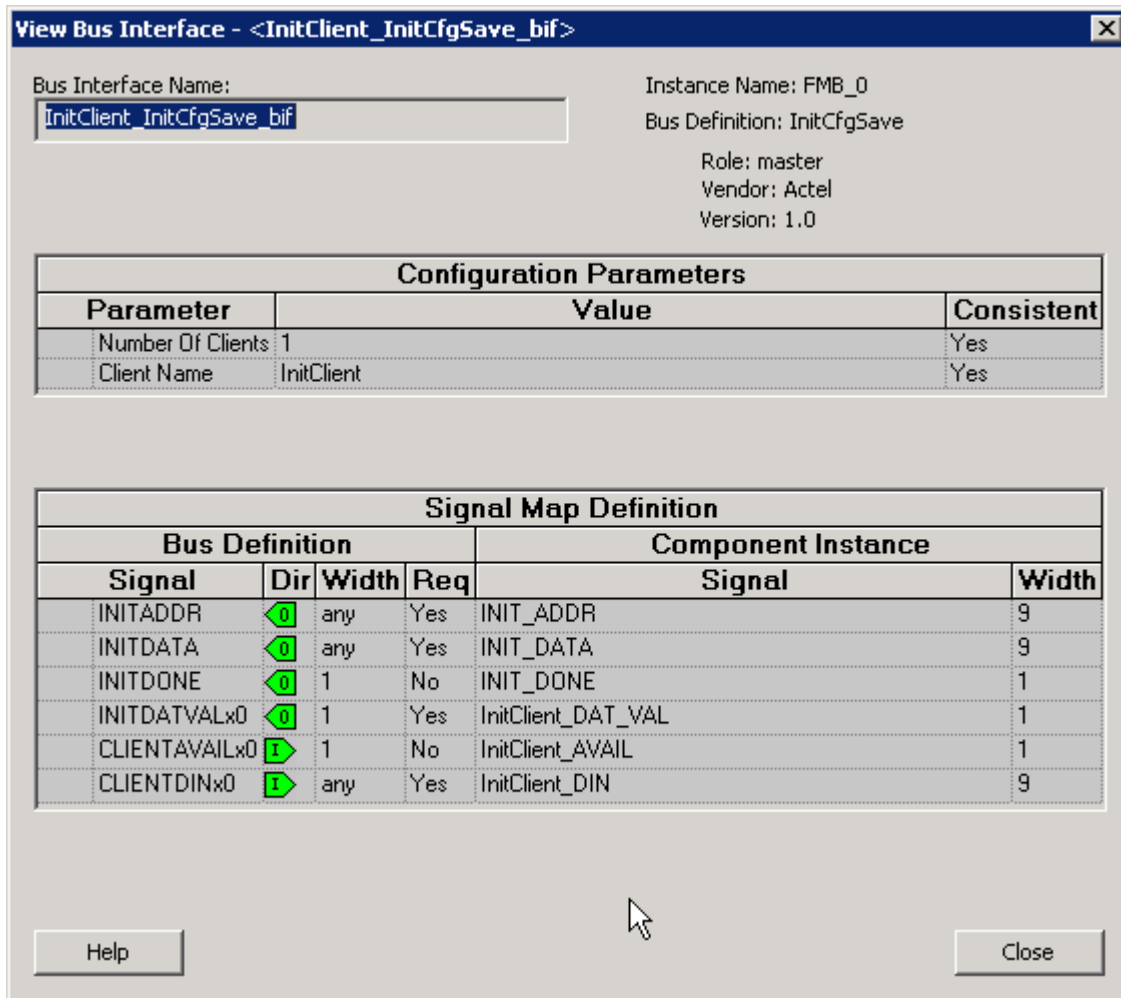 View Bus Interface - <InitClient_InitCfgSave_bif>
Bus Interface Name:
InitClient_InitCfgSave_bif
Instance Name: FMB_0
Bus Definition: InitCfgSave
Role: master
Vendor: Actel
Version: 1.0
Configuration Parameters
Parameter Value Consistent
Number Of Clients 1 Yes
Client Name InitClient Yes
Signal Map Definition
Bus Definition Component Instance
Signal Dir Width Req Signal Width
INITADDR O any Yes INIT_ADDR 9
INITDATA O any Yes INIT_DATA 9
INITDONE O 1 No INIT_DONE 1
INITDATVALx0 O 1 Yes InitClient_DAT_VAL 1
CLIENTAVAILx0 I 1 No InitClient_AVAIL 1
CLIENTDINx0 I any Yes InitClient_DIN 9
Help Close